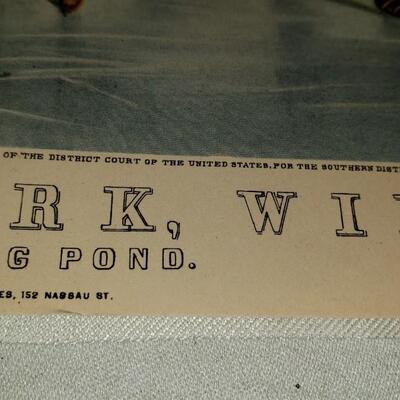 OF THE DISTRICT COURT OF THE UNITED STATES, FOR THE SOUTHERN DIST
RK, WI
G POND.
ES, 152 NASSAU ST.